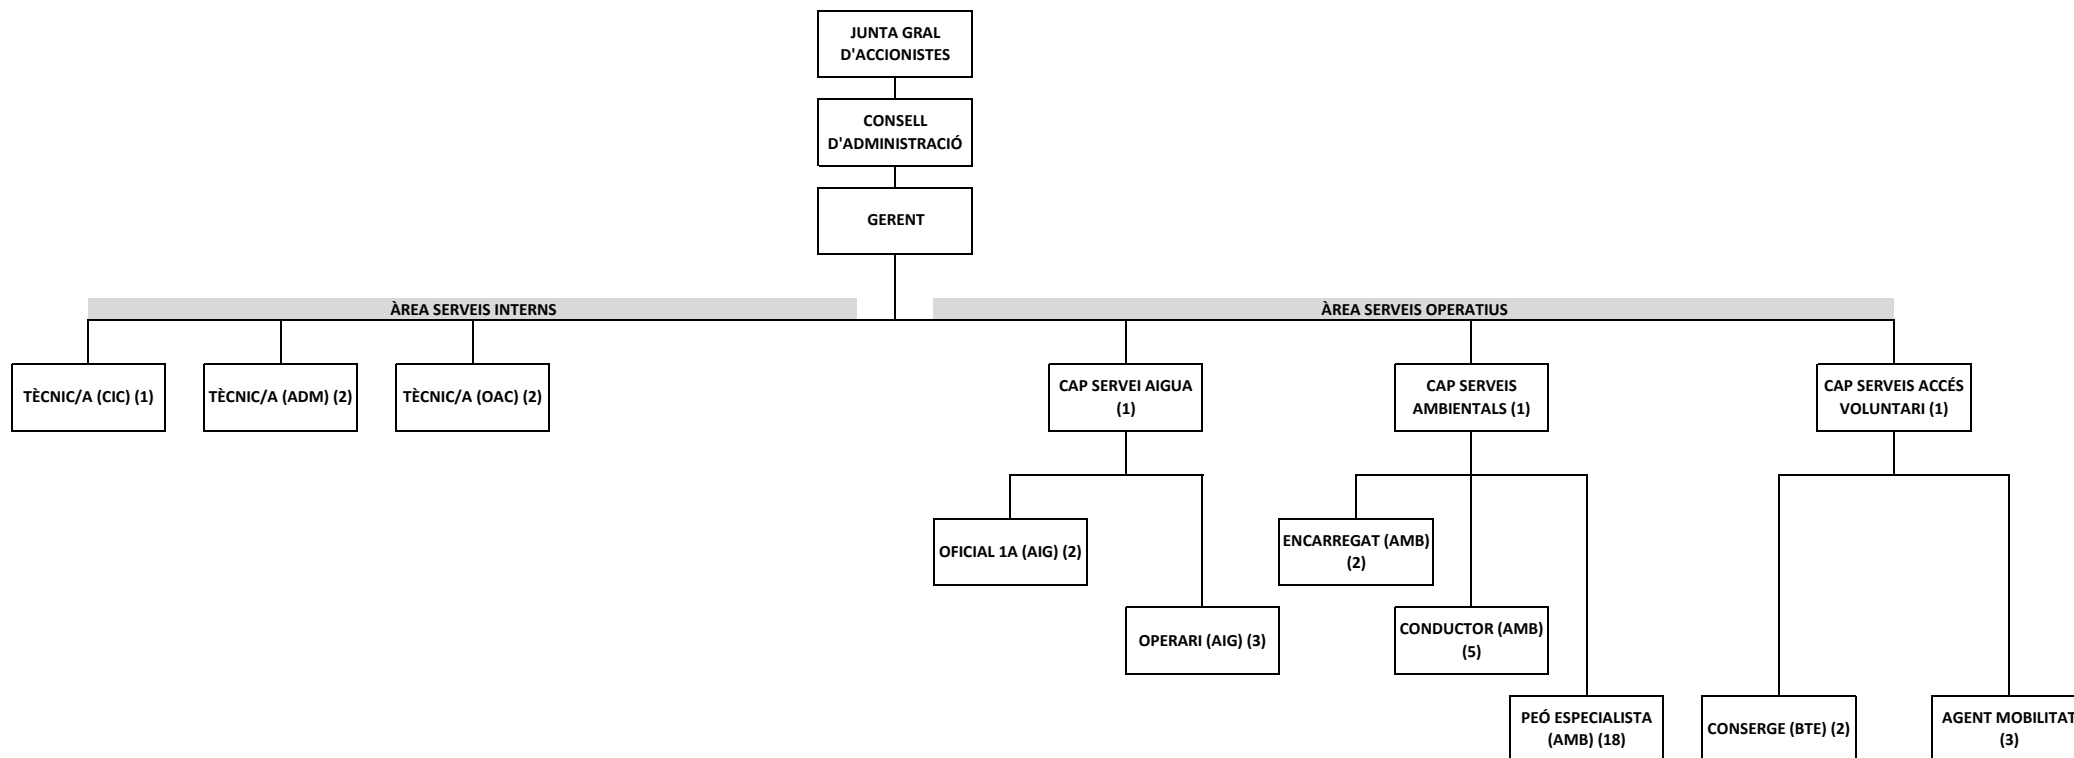 JUNTA GRAL
D'ACCIONISTES
CONSELL
D'ADMINISTRACIÓ
GERENT
ÀREA SERVEIS INTERNS
ÀREA SERVEIS OPERATIUS
TÈCNIC/A (CIC) (1)
TÈCNIC/A (ADM) (2)
TÈCNIC/A (OAC) (2)
CAP SERVEI AIGUA
(1)
CAP SERVEIS
AMBIENTALS (1)
CAP SERVEIS ACCÉS
VOLUNTARI (1)
OFICIAL 1A (AIG) (2)
ENCARREGAT (AMB)
(2)
OPERARI (AIG) (3)
CONDUCTOR (AMB)
(5)
PEÓ ESPECIALISTA
(AMB) (18)
CONSERGE (BTE) (2)
AGENT MOBILITAT
(3)